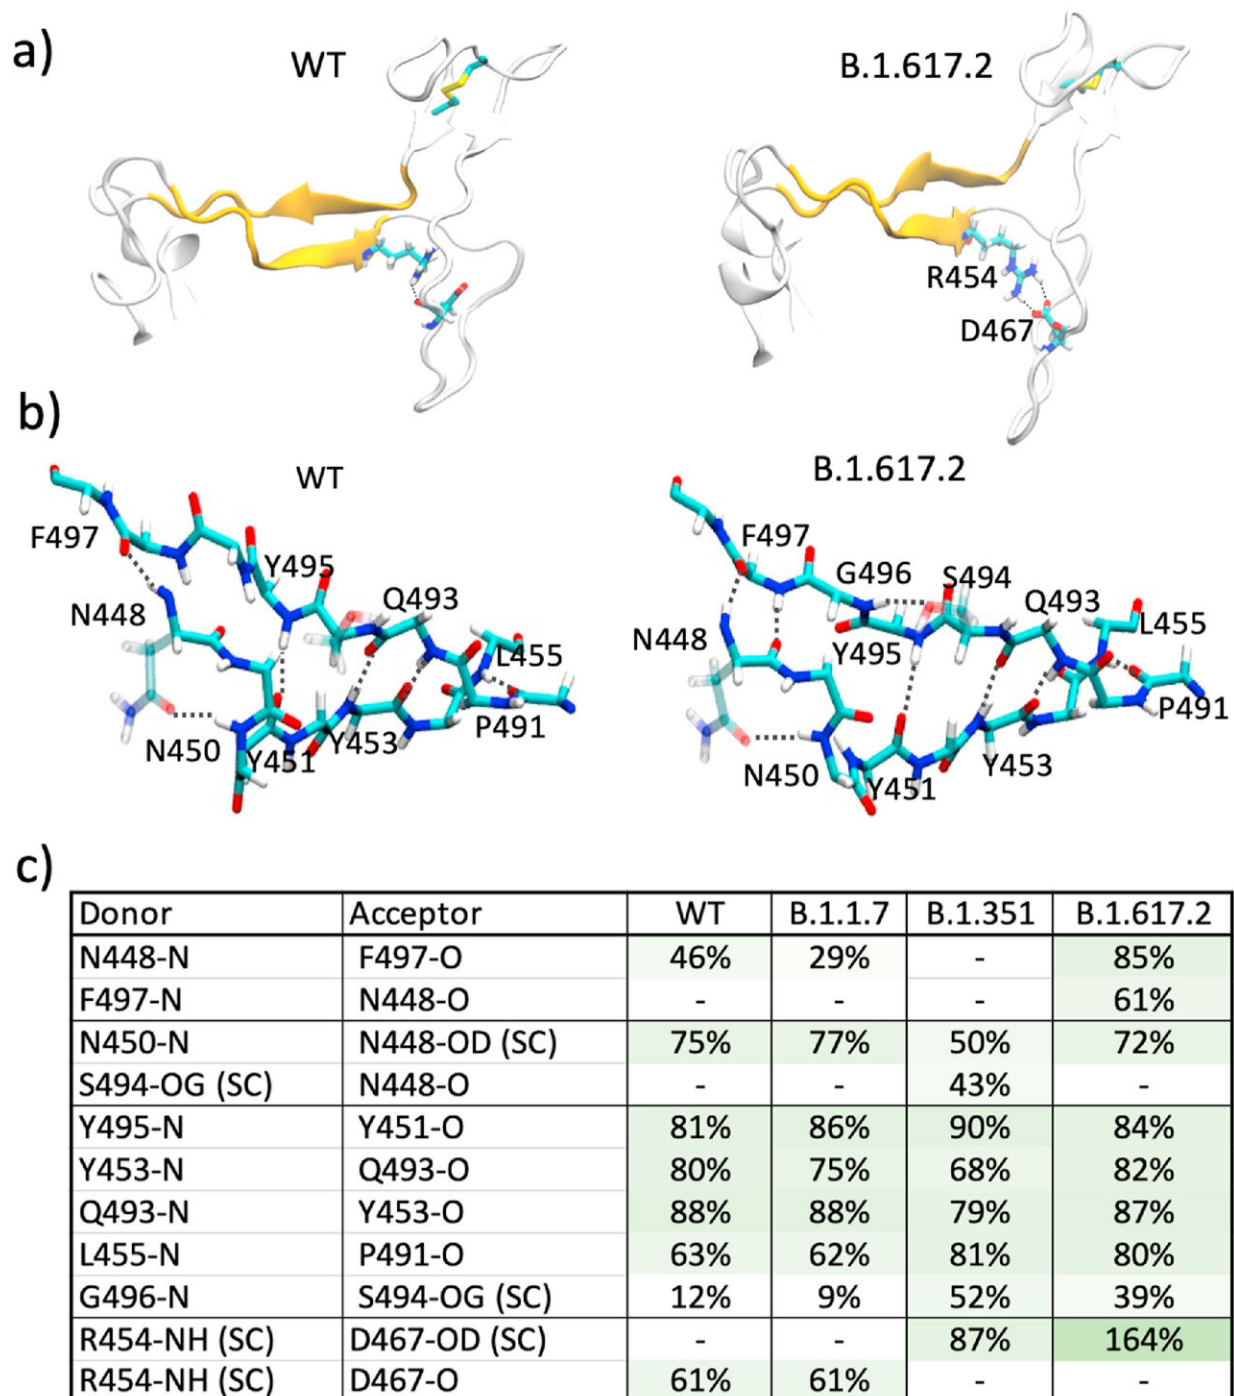 a)
WT
B.1.617.2
R454
D467
b)
WT
B.1.617.2
F497
Y495
Q493
N448
L455
P491
N450
Y451
Y453
F497
G496
S494
Q493
L455
N448
Y495
P491
N450
Y451
Y453
c)
Donor Acceptor WT B.1.1.7 B.1.351 B.1.617.2
N448-N F497-O 46% 29% - 85%
F497-N N448-O - - - 61%
N450-N N448-OD (SC) 75% 77% 50% 72%
S494-OG (SC) N448-O - - 43% -
Y495-N Y451-O 81% 86% 90% 84%
Y453-N Q493-O 80% 75% 68% 82%
Q493-N Y453-O 88% 88% 79% 87%
L455-N P491-O 63% 62% 81% 80%
G496-N S494-OG (SC) 12% 9% 52% 39%
R454-NH (SC) D467-OD (SC) - - 87% 164%
R454-NH (SC) D467-O 61% 61% - -